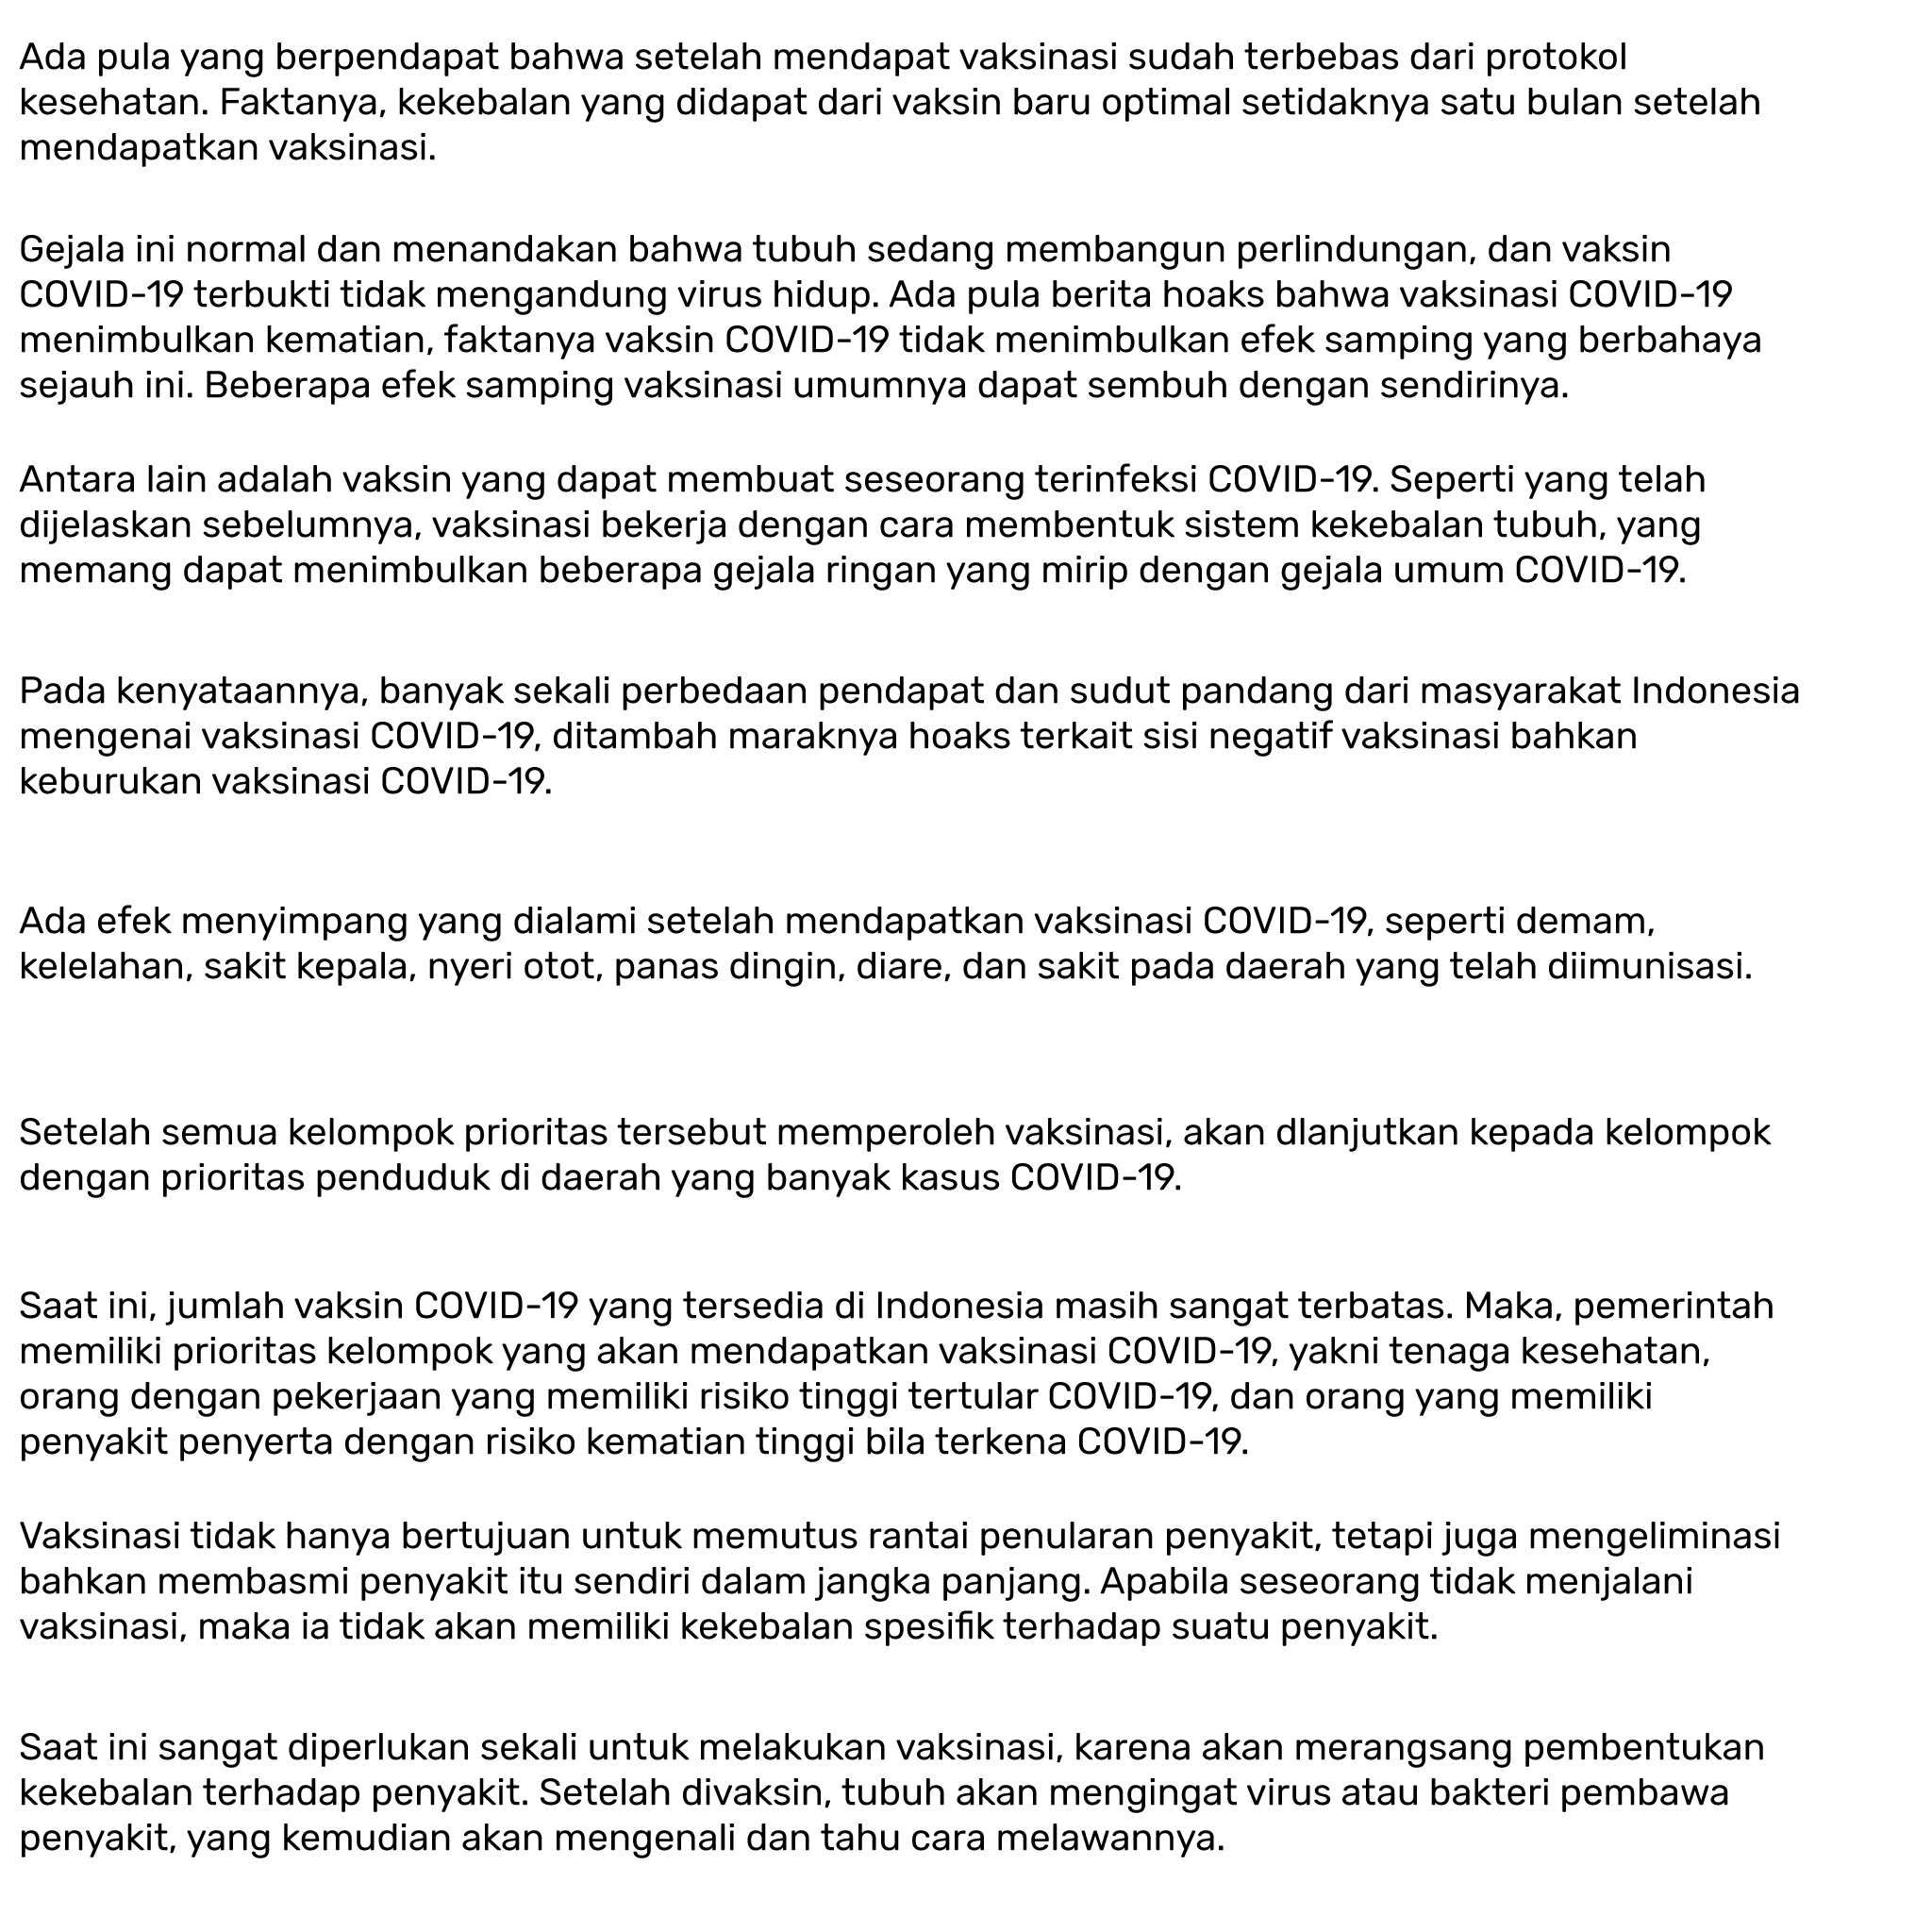 Ada pula yang berpendapat bahwa setelah mendapat vaksinasi sudah terbebas dari protokol
kesehatan. Faktanya, kekebalan yang didapat dari vaksin baru optimal setidaknya satu bulan setelah
mendapatkan vaksinasi.
Gejala ini normal dan menandakan bahwa tubuh sedang membangun perlindungan, dan vaksin
COVID-19 terbukti tidak mengandung virus hidup. Ada pula berita hoaks bahwa vaksinasi COVID-19
menimbulkan kematian, faktanya vaksin COVID-19 tidak menimbulkan efek samping yang berbahaya
sejauh ini. Beberapa efek samping vaksinasi umumnya dapat sembuh dengan sendirinya.
Antara lain adalah vaksin yang dapat membuat seseorang terinfeksi COVID-19. Seperti yang telah
dijelaskan sebelumnya, vaksinasi bekerja dengan cara membentuk sistem kekebalan tubuh, yang
memang dapat menimbulkan beberapa gejala ringan yang mirip dengan gejala umum COVID-19.
Pada kenyataannya, banyak sekali perbedaan pendapat dan sudut pandang dari masyarakat Indonesia
mengenai vaksinasi COVID-19, ditambah maraknya hoaks terkait sisi negatif vaksinasi bahkan
keburukan vaksinasi COVID-19.
Ada efek menyimpang yang dialami setelah mendapatkan vaksinasi COVID-19, seperti demam,
kelelahan, sakit kepala, nyeri otot, panas dingin, diare, dan sakit pada daerah yang telah diimunisasi.
Setelah semua kelompok prioritas tersebut memperoleh vaksinasi, akan dlanjutkan kepada kelompok
dengan prioritas penduduk di daerah yang banyak kasus COVID-19.
Saat ini, jumlah vaksin COVID-19 yang tersedia di Indonesia masih sangat terbatas. Maka, pemerintah
memiliki prioritas kelompok yang akan mendapatkan vaksinasi COVID-19, yakni tenaga kesehatan,
orang dengan pekerjaan yang memiliki risiko tinggi tertular COVID-19, dan orang yang memiliki
penyakit penyerta dengan risiko kematian tinggi bila terkena COVID-19.
Vaksinasi tidak hanya bertujuan untuk memutus rantai penularan penyakit, tetapi juga mengeliminasi
bahkan membasmi penyakit itu sendiri dalam jangka panjang. Apabila seseorang tidak menjalani
vaksinasi, maka ia tidak akan memiliki kekebalan spesifik terhadap suatu penyakit.
Saat ini sangat diperlukan sekali untuk melakukan vaksinasi, karena akan merangsang pembentukan
kekebalan terhadap penyakit. Setelah divaksin, tubuh akan mengingat virus atau bakteri pembawa
penyakit, yang kemudian akan mengenali dan tahu cara melawannya.